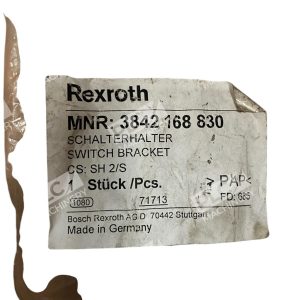 Rexroth
MNR: 3842 168 830
SCHALTERHALTER
SWITCH BRACKET
CS: SH 2/S
Stück /Pcs. PAP
1080 71713 FD: 685
Bosch Rexroth AG D 70442 Stuttgart
Made in Germany